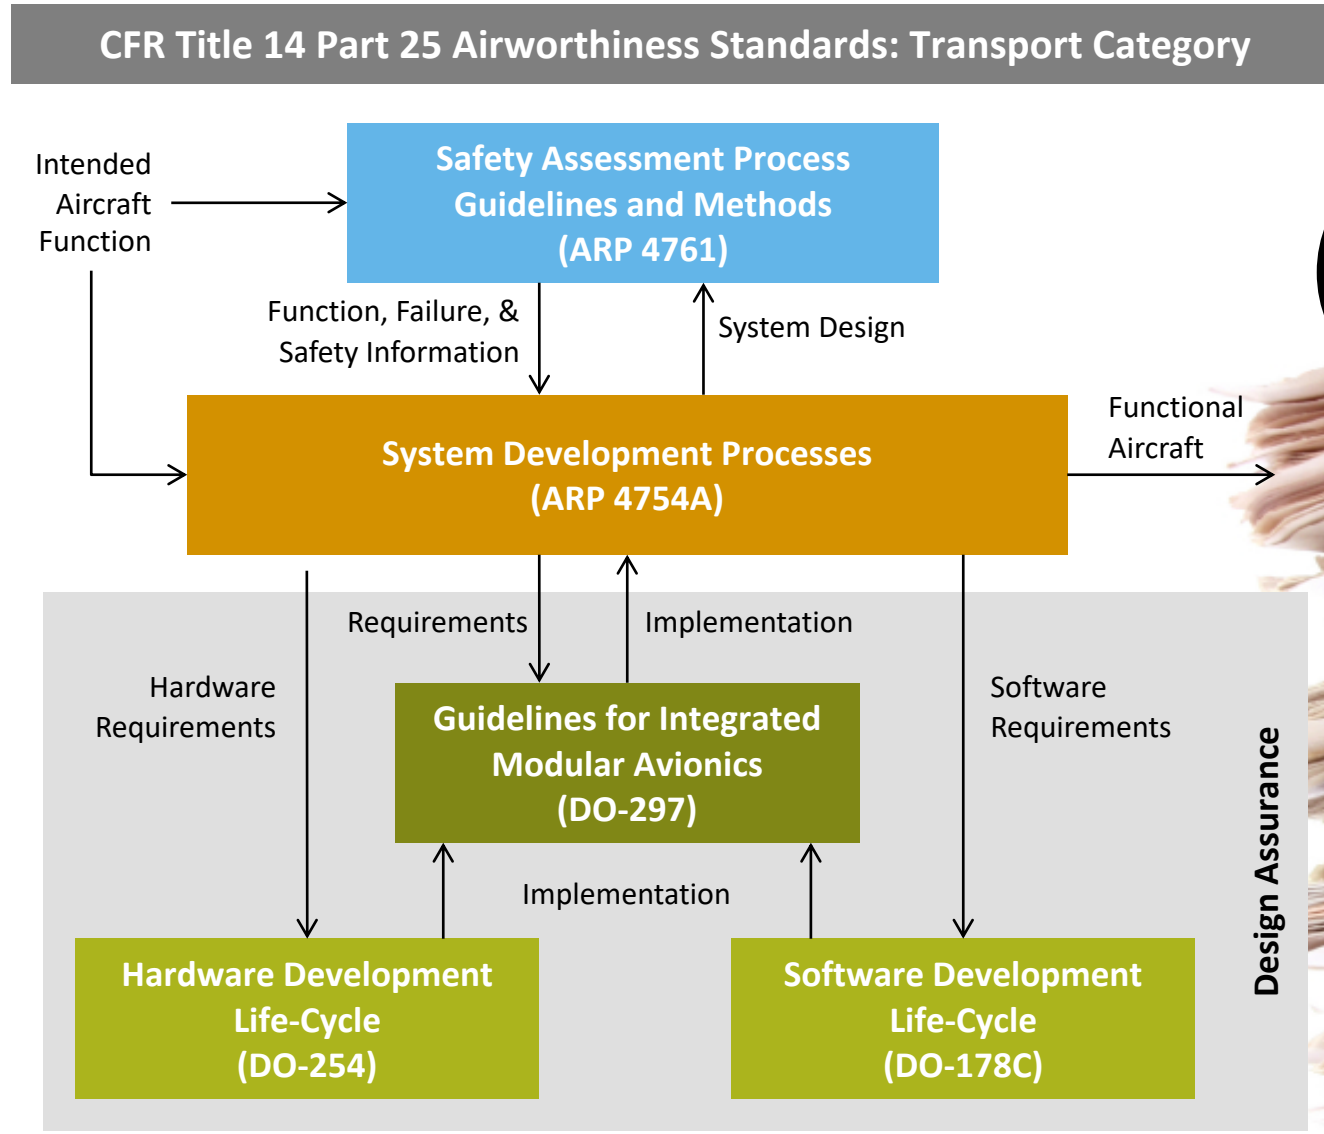 CFR Title 14 Part 25 Airworthiness Standards: Transport Category
Intended
Aircraft
Function
Safety Assessment Process
Guidelines and Methods
(ARP 4761)
Function, Failure, &
Safety Information
System Design
System Development Processes
(ARP 4754A)
Functional
Aircraft
Requirements
Implementation
Hardware
Requirements
Software
Requirements
Guidelines for Integrated
Modular Avionics
(DO-297)
Implementation
Hardware Development
Life-Cycle
(DO-254)
Software Development
Life-Cycle
(DO-178C)
Design Assurance